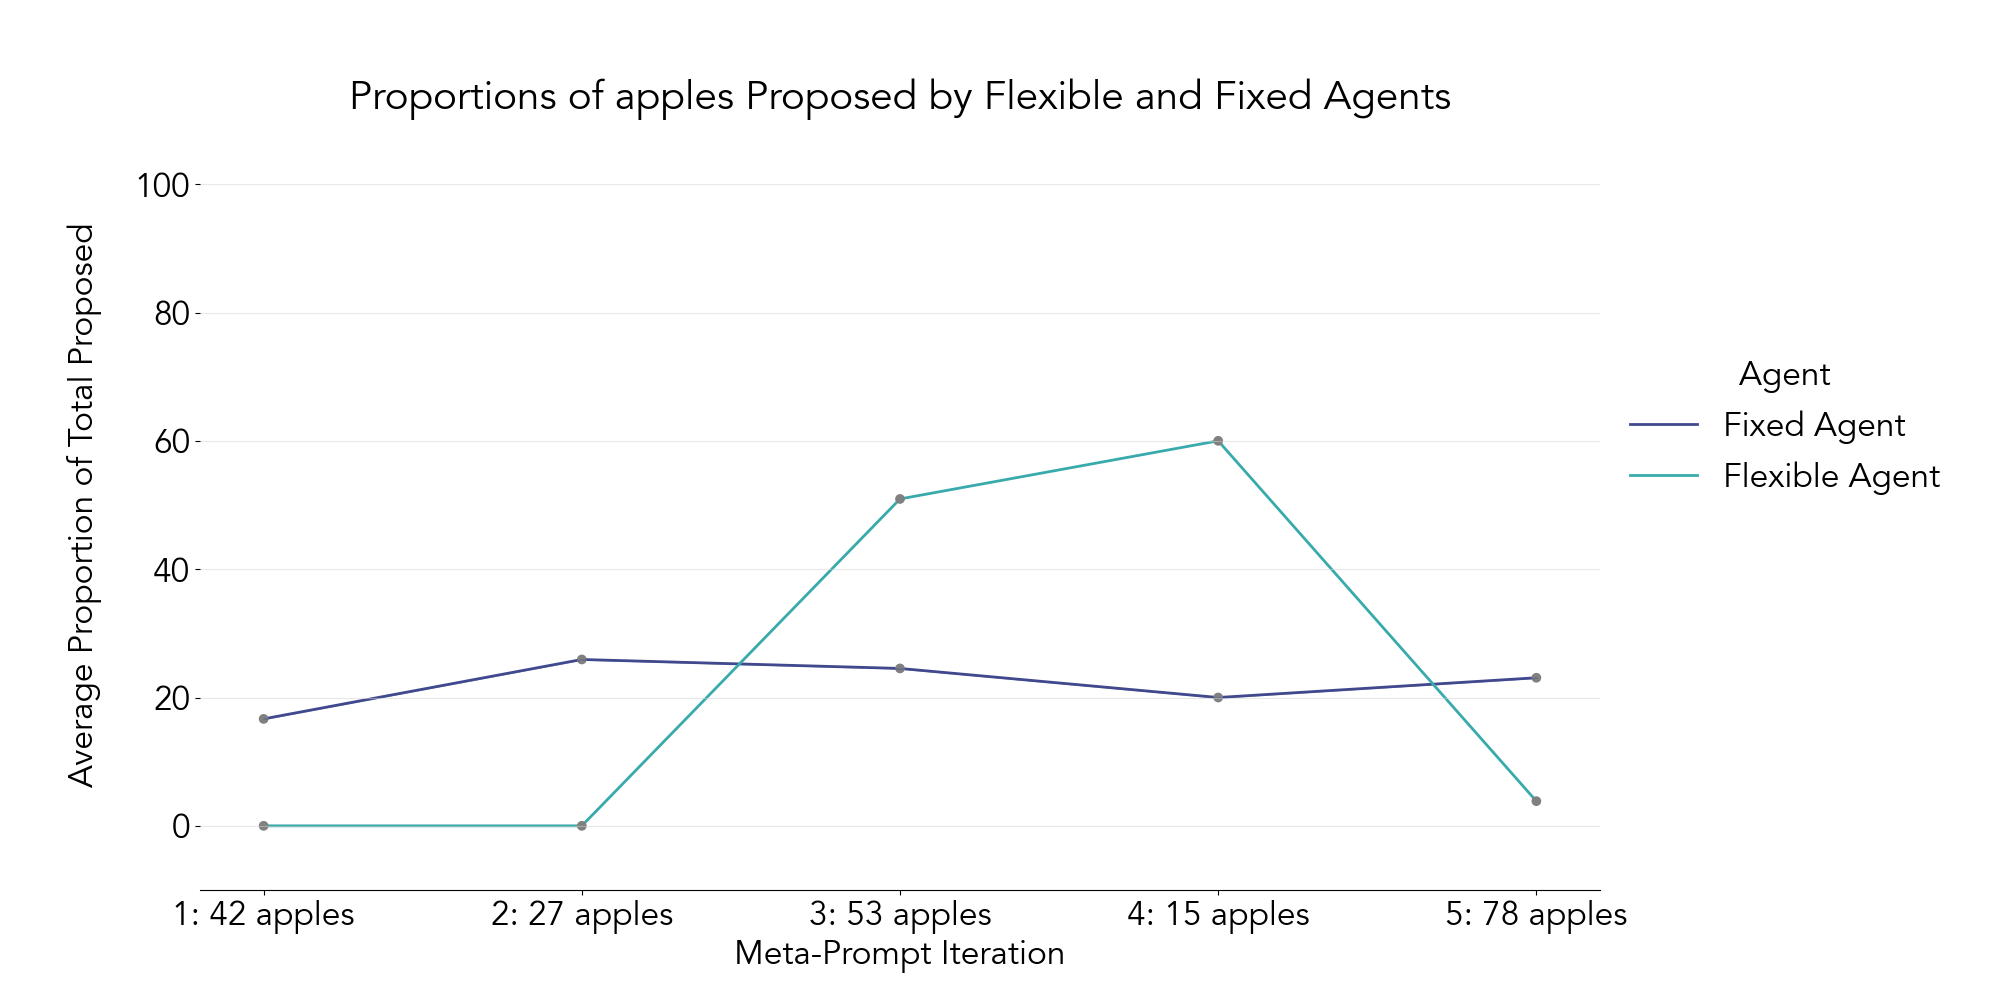 Proportions of apples Proposed by Flexible and Fixed Agents
Average Proportion of Total Proposed
100
80
60
40
20
0
1: 42 apples
2: 27 apples
3: 53 apples
4: 15 apples
5: 78 apples
Meta-Prompt Iteration
Agent
Fixed Agent
Flexible Agent